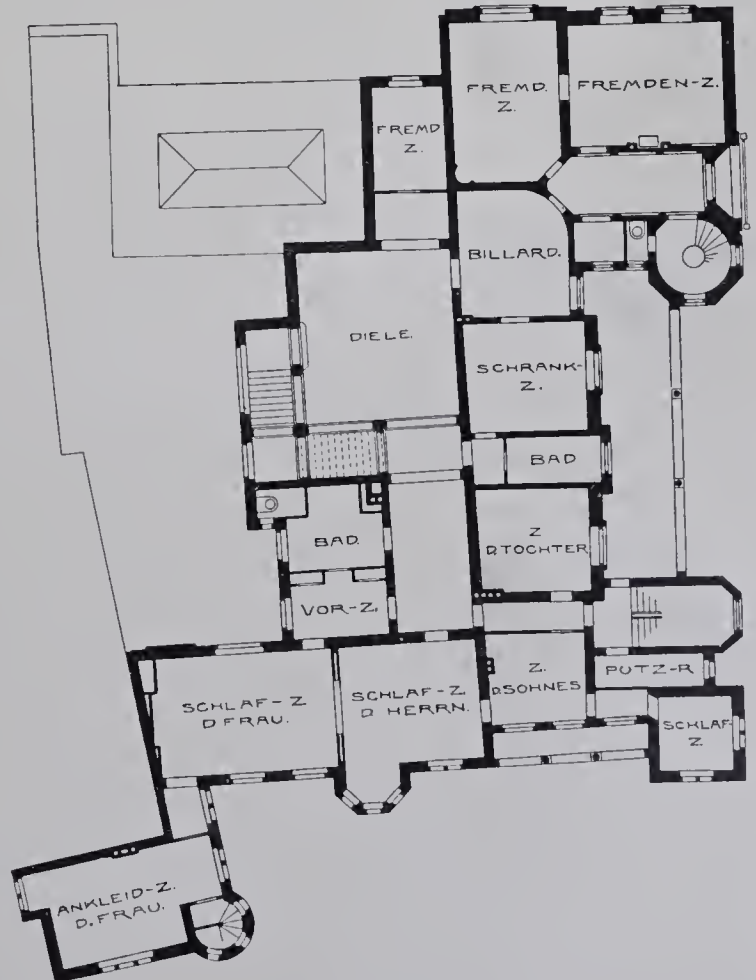 FREMD.
Z.
FREMDEN-Z.
FREMD
Z.
BILLARD.
DIELE.
SCHRANK-
Z.
BAD
Z
D.TOCHTER
BAD.
VOR-Z.
SCHLAF-Z
D FRAU.
SCHLAF-Z
D HERRN.
Z.
D.SOHNES
PUTZ-R
SCHLAF-
Z.
ANKLEID-Z.
D.FRAU.